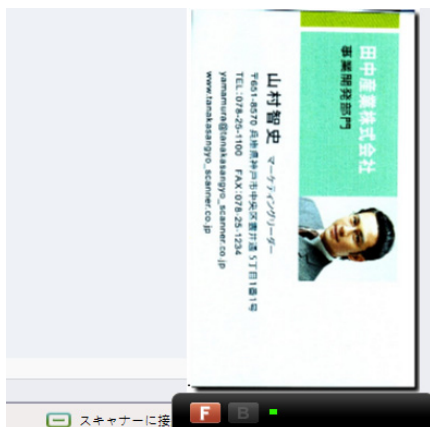 田中産業株式会社
事業開発部門
山村智史 マーケティングリーダー
〒651-8570 兵庫県神戸市中央区雲井通5丁目1番1号
TEL:078-25-1100 FAX:078-25-1234
yamamura@tanakasangyo_scanner.co.jp
www.tanakasangyo_scanner.co.jp
スキャナーに接
F B